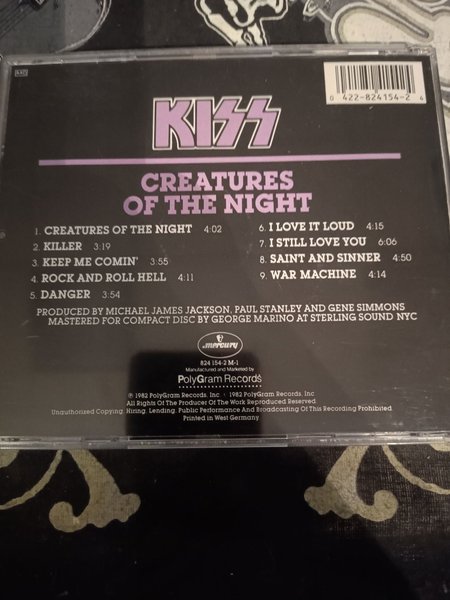 AAD
0 422-824154-2 4
KISS
CREATURES
OF THE NIGHT
1. CREATURES OF THE NIGHT 4:02
2. KILLER 3:19
3. KEEP ME COMIN' 3:55
4. ROCK AND ROLL HELL 4:11
5. DANGER 3:54
6. I LOVE IT LOUD 4:15
7. I STILL LOVE YOU 6:06
8. SAINT AND SINNER 4:50
9. WAR MACHINE 4:14
PRODUCED BY MICHAEL JAMES JACKSON, PAUL STANLEY AND GENE SIMMONS
MASTERED FOR COMPACT DISC BY GEORGE MARINO AT STERLING SOUND NYC
mercury
824 154-2 M-1
Manufactured and Marketed by
PolyGram Records
℗ 1982 PolyGram Records, Inc. · 1982 PolyGram Records, Inc
All Rights Of The Producer Of The Work Reproduced Reserved
Unauthorized Copying, Hiring, Lending, Public Performance And Broadcasting Of This Recording Prohibited.
Printed in West Germany